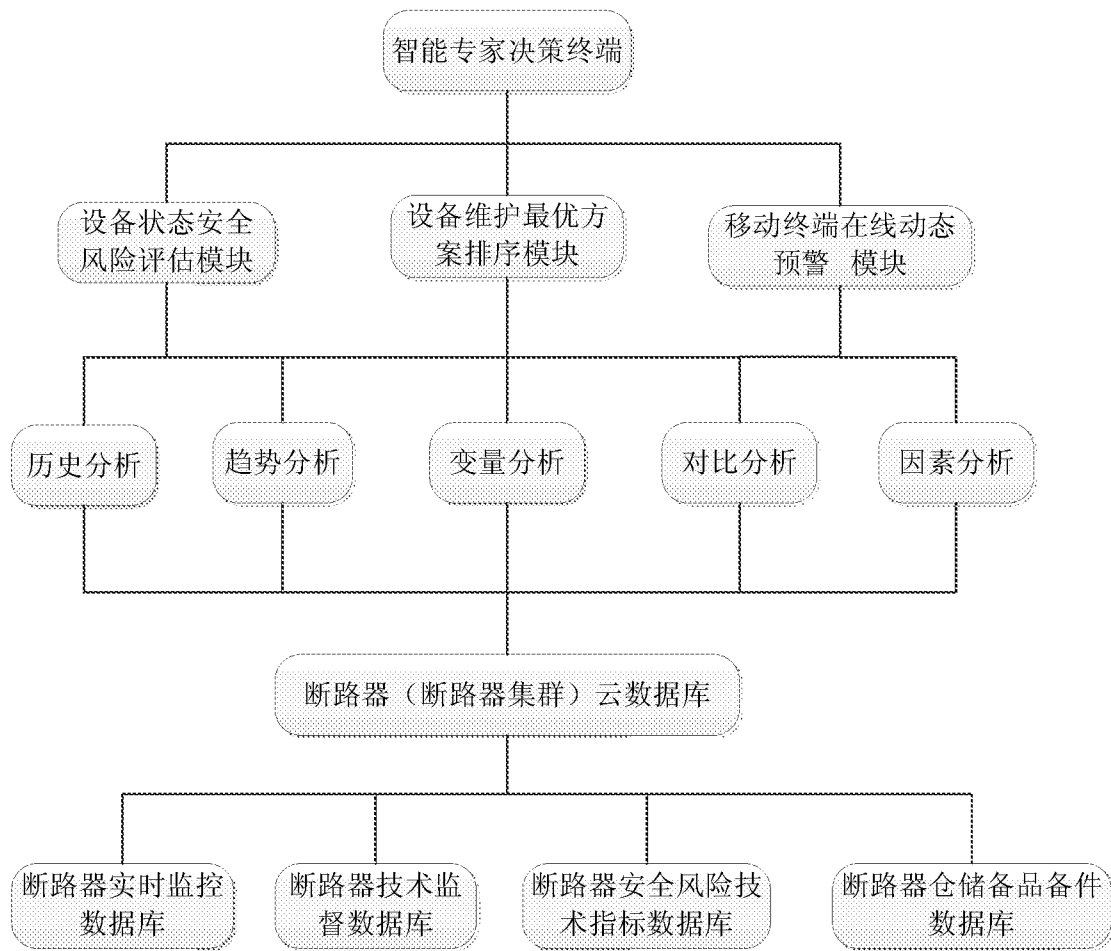 智能专家决策终端
设备状态安全
风险评估模块
设备维护最优方
案排序模块
移动终端在线动态
预警 模块
历史分析
趋势分析
变量分析
对比分析
因素分析
断路器（断路器集群）云数据库
断路器实时监控
数据库
断路器技术监
督数据库
断路器安全风险技
术指标数据库
断路器仓储备品备件
数据库